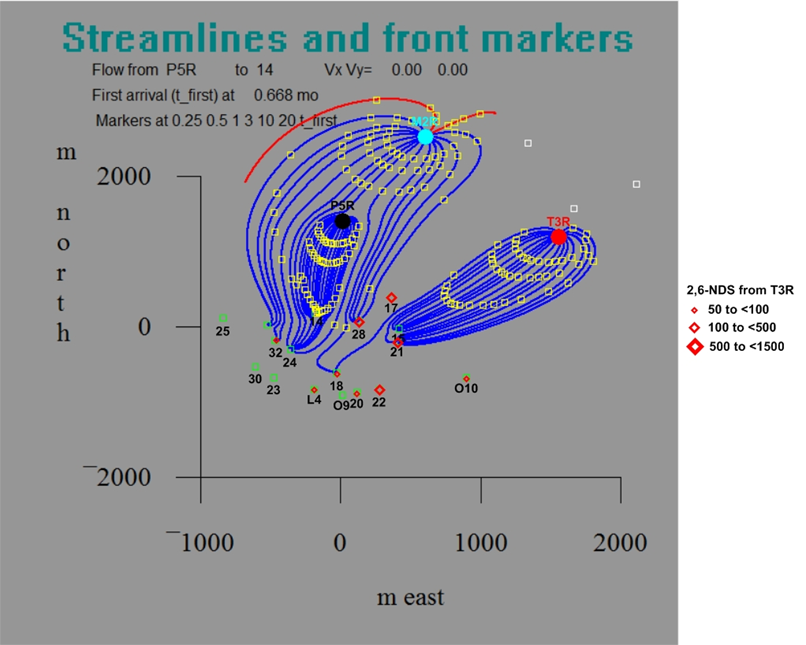 Streamlines and front markers
Flow from P5R to 14 Vx Vy= 0.00 0.00
First arrival (t_first) at 0.668 mo
Markers at 0.25 0.5 1 3 10 20 t_first
M2R
m
2000
P5R
T3R
n
o
r
t
h
2,6-NDS from T3R
50 to <100
100 to <500
500 to <1500
17
14
0
25
28
32
21
24
30
23
18
L4
O9
20
22
O10
‾2000
‾1000 0 1000 2000
m east